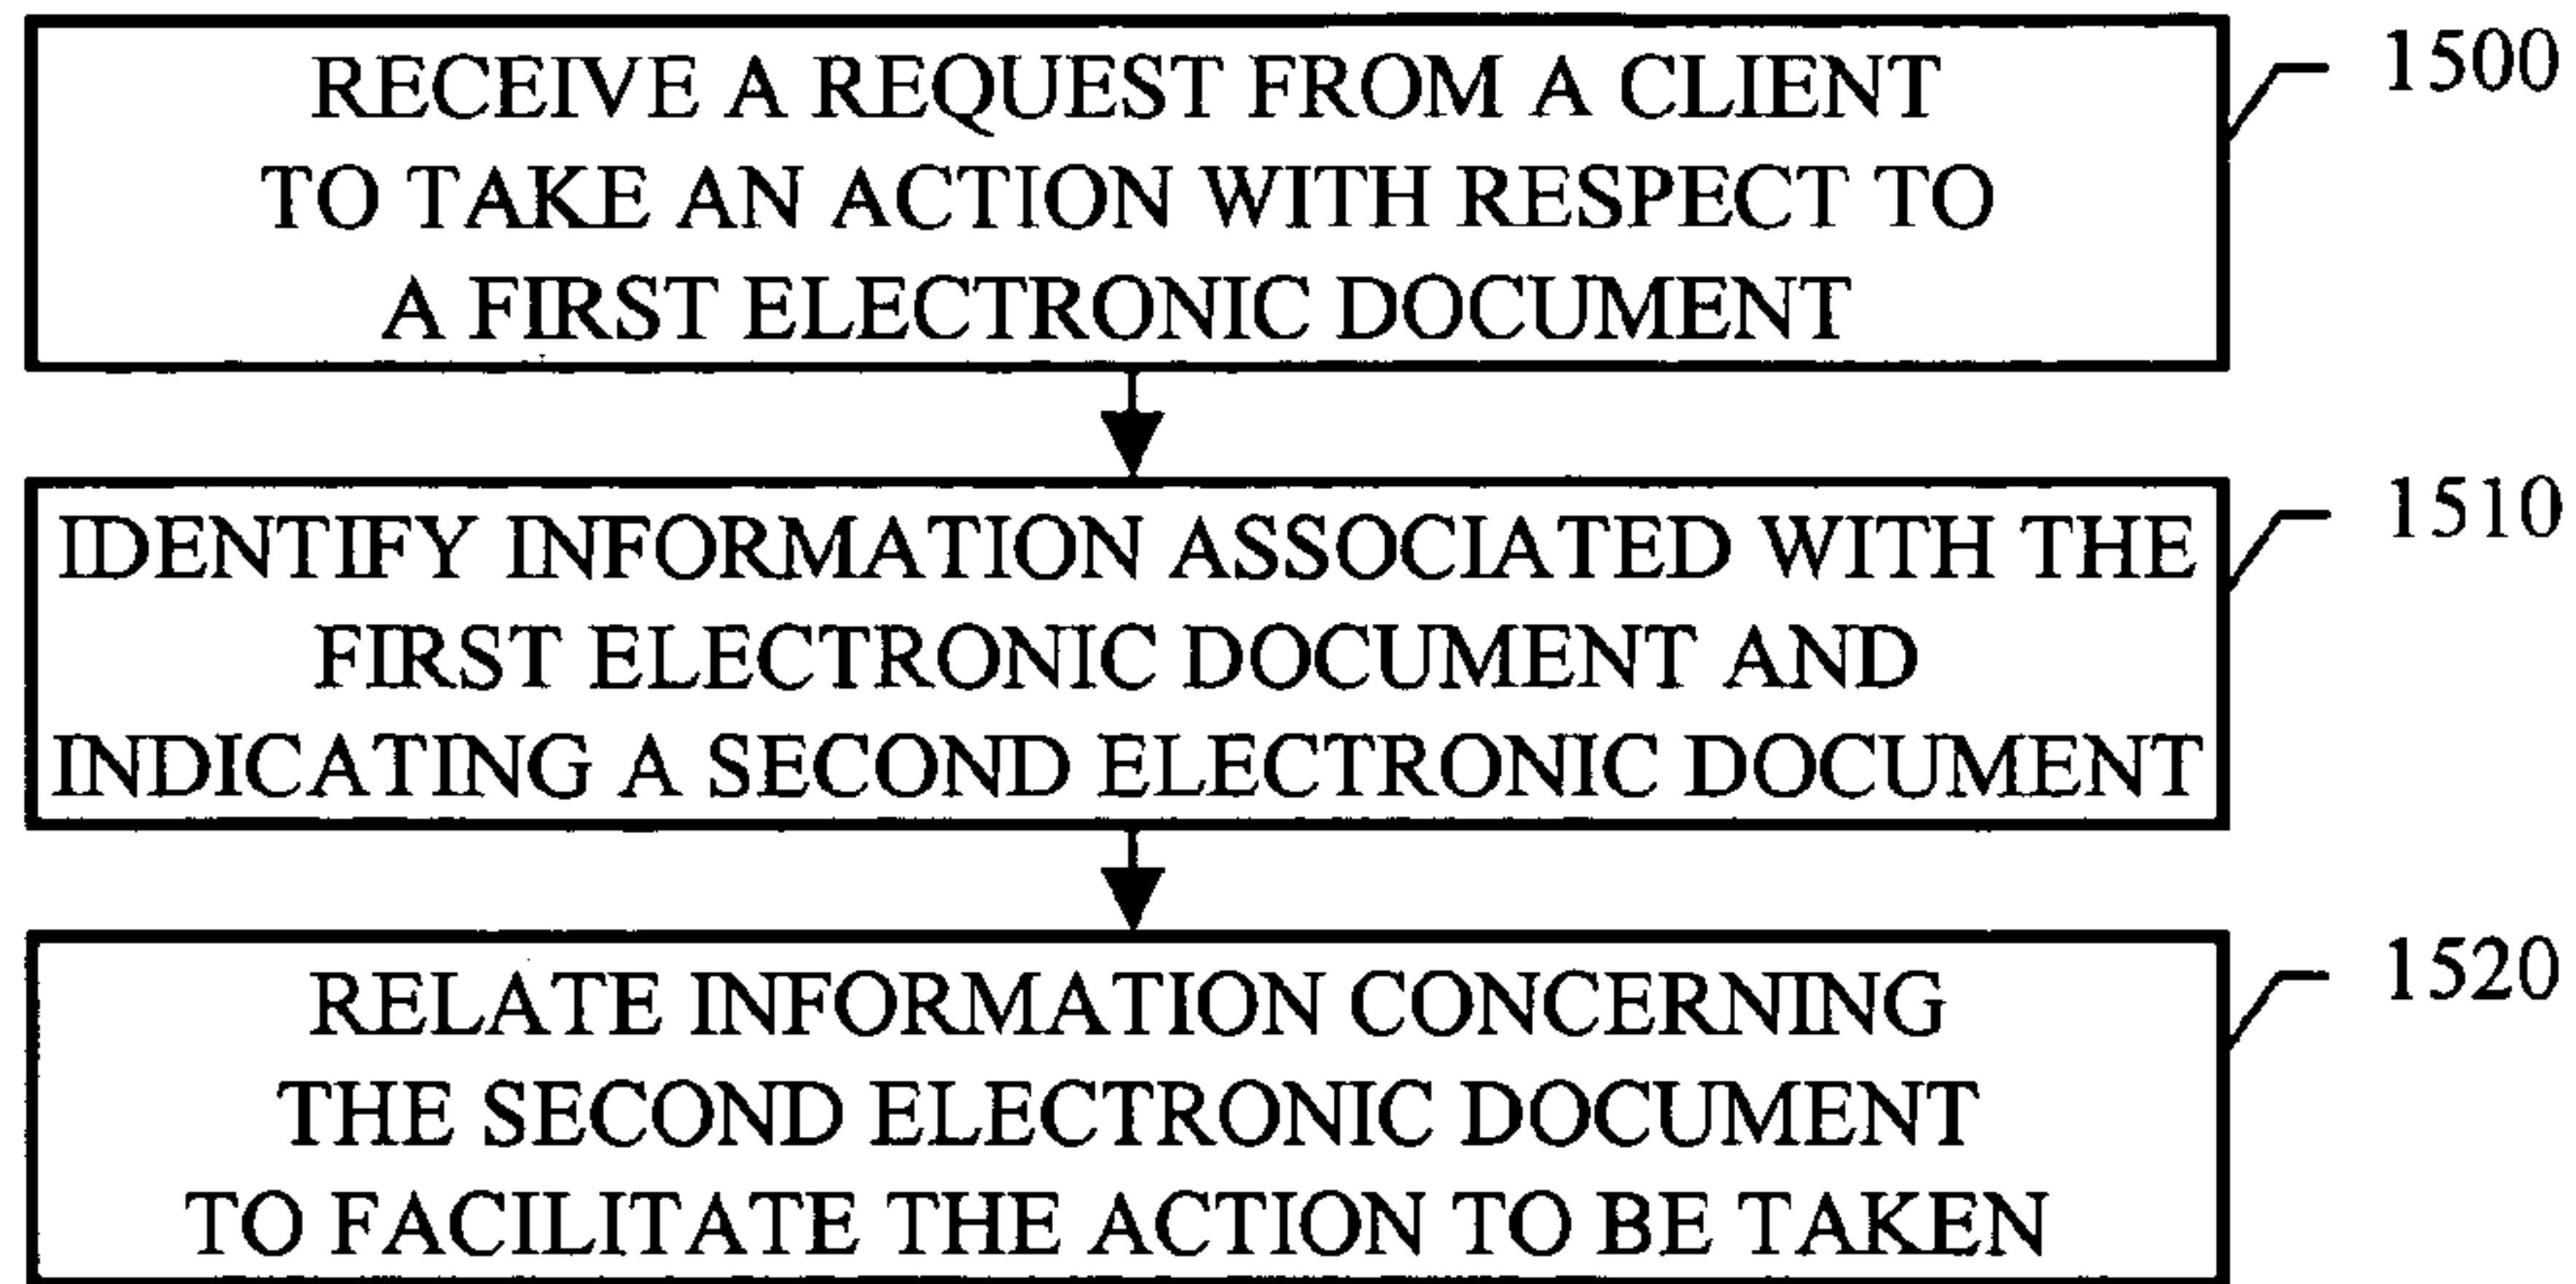 RECEIVE A REQUEST FROM A CLIENT
TO TAKE AN ACTION WITH RESPECT TO
A FIRST ELECTRONIC DOCUMENT
1500
IDENTIFY INFORMATION ASSOCIATED WITH THE
FIRST ELECTRONIC DOCUMENT AND
INDICATING A SECOND ELECTRONIC DOCUMENT
1510
RELATE INFORMATION CONCERNING
THE SECOND ELECTRONIC DOCUMENT
TO FACILITATE THE ACTION TO BE TAKEN
1520